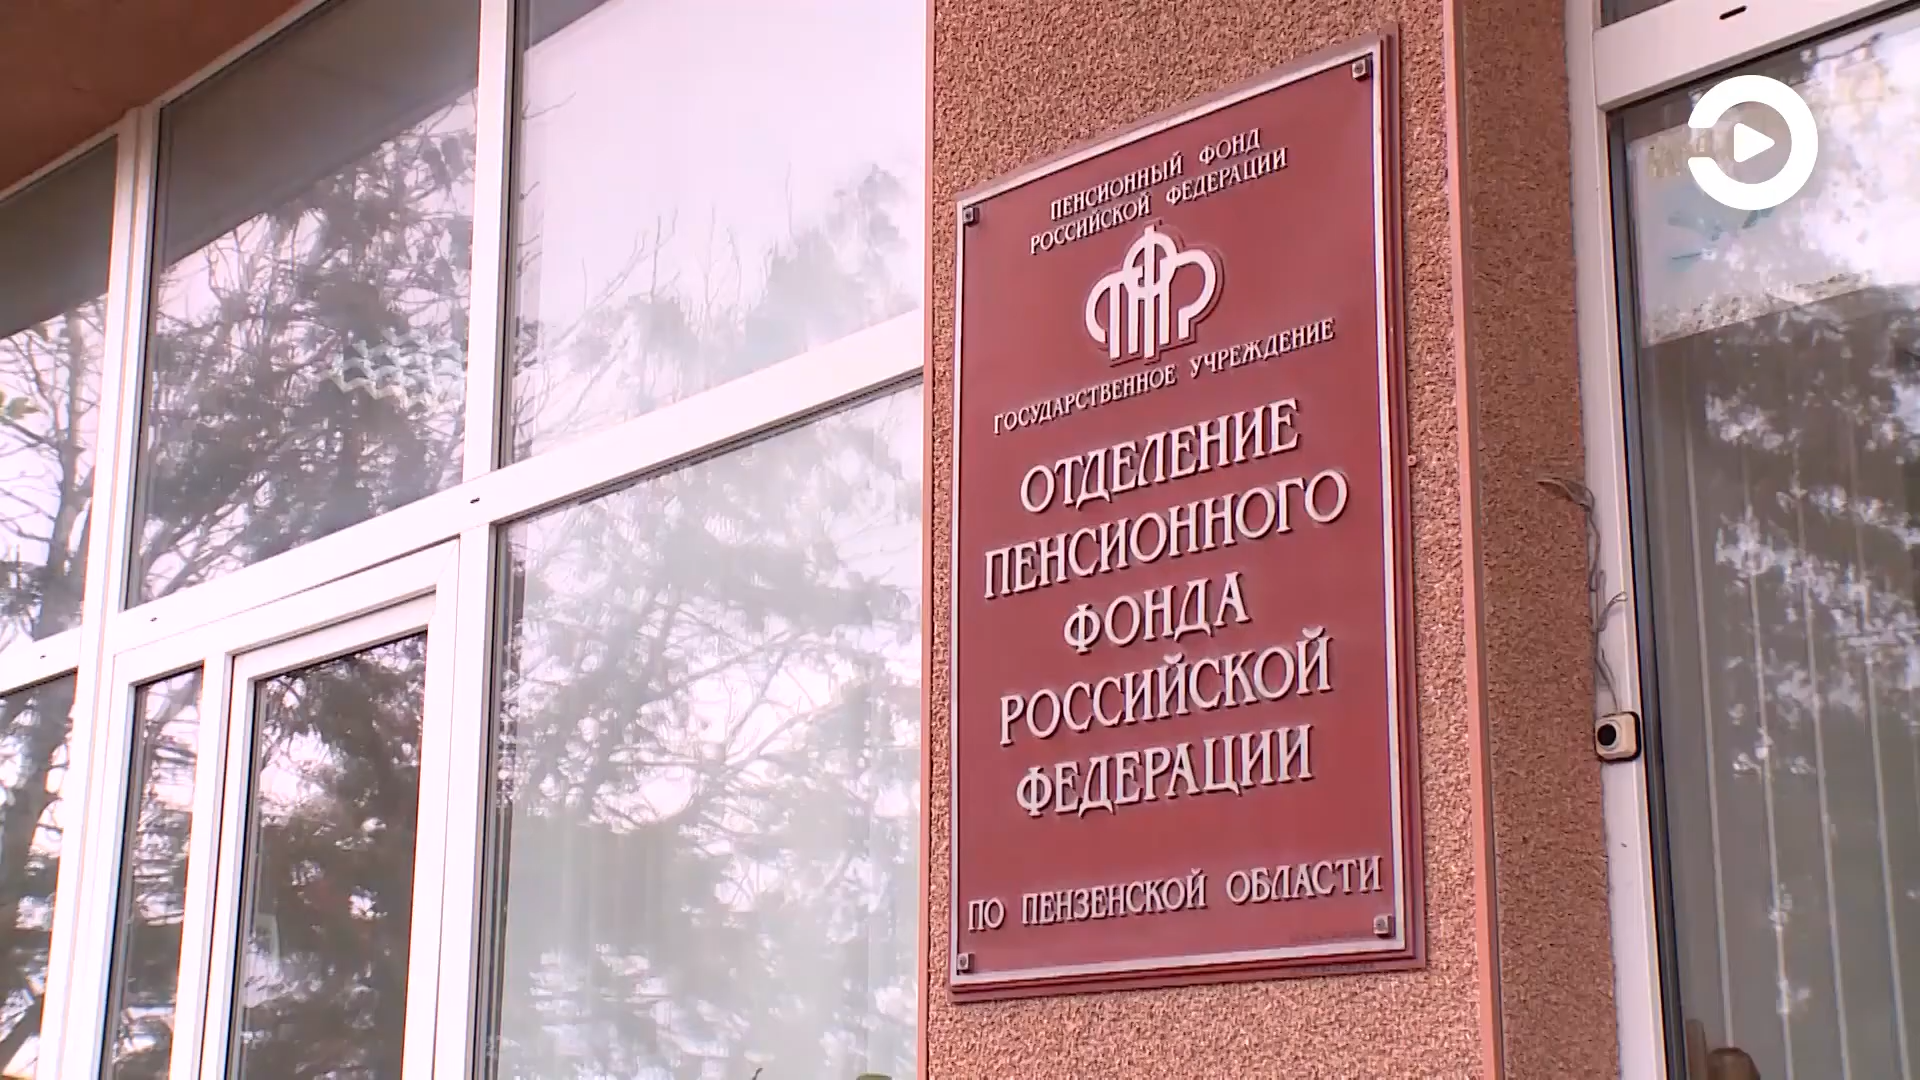 ПЕНСИОННЫЙ ФОНД
РОССИЙСКОЙ ФЕДЕРАЦИИ
ГОСУДАРСТВЕННОЕ УЧРЕЖДЕНИЕ
ОТДЕЛЕНИЕ
ПЕНСИОННОГО
ФОНДА
РОССИЙСКОЙ
ФЕДЕРАЦИИ
ПО ПЕНЗЕНСКОЙ ОБЛАСТИ